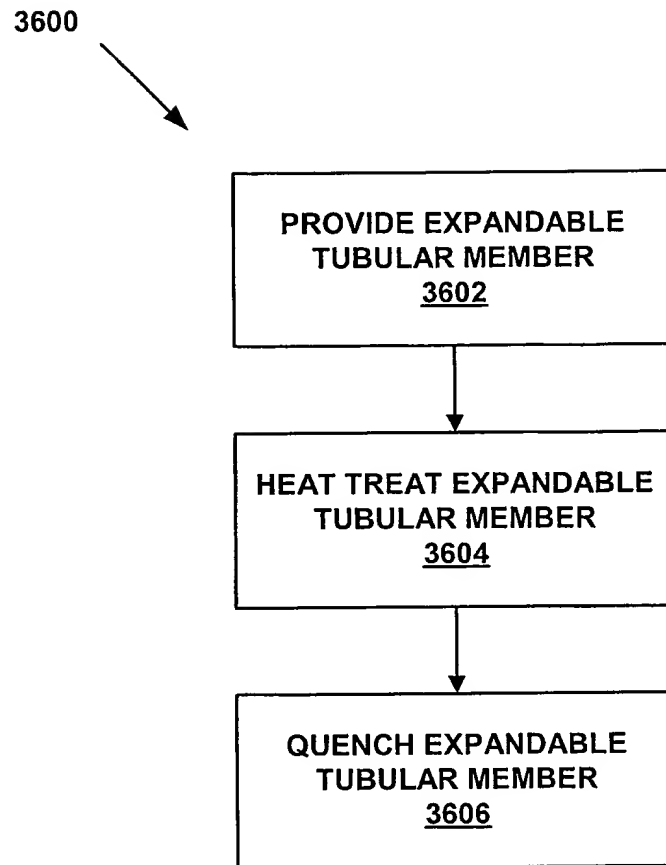 3600
PROVIDE EXPANDABLE
TUBULAR MEMBER
3602
HEAT TREAT EXPANDABLE
TUBULAR MEMBER
3604
QUENCH EXPANDABLE
TUBULAR MEMBER
3606